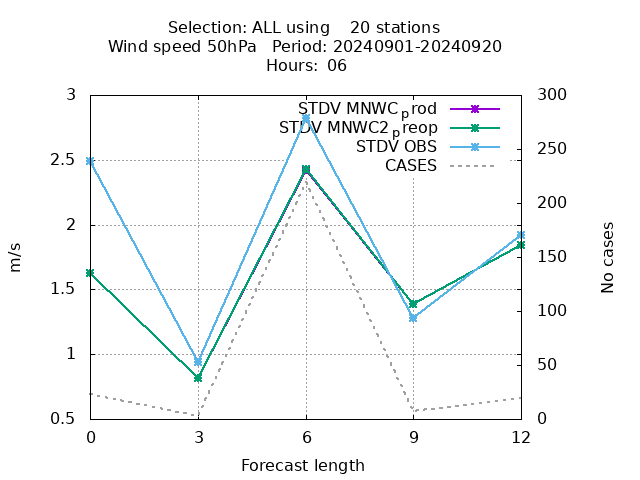 Selection: ALL using    20 stations
Wind speed 50hPa   Period: 20240901-20240920
Hours:  06
3
2.5
2
1.5
1
0.5
300
250
200
150
100
50
0
STDV MNWC_prod
STDV MNWC2_preop
STDV OBS
CASES
m/s
No cases
0 3 6 9 12
Forecast length